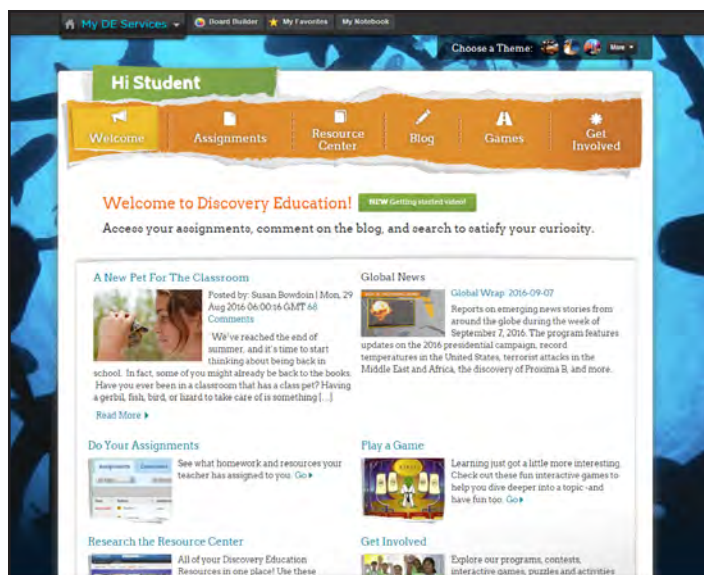 My DE Services
Board Builder
My Favorites
My Notebook
Choose a Theme:
More
Hi Student
Welcome
Assignments
Resource
Center
Blog
Games
Get
Involved
Welcome to Discovery Education!
NEW Getting started video!
Access your assignments, comment on the blog, and search to satisfy your curiosity.
A New Pet For The Classroom
Posted by: Susan Bowdoin | Mon, 29
Aug 2016 06:00:16 GMT 68
Comments
"We've reached the end of
summer, and it's time to start
thinking about being back in
school. In fact, some of you might already be back to the books.
Have you ever been in a classroom that has a class pet? Having
a gerbil, fish, bird, or lizard to take care of is something [...]
Read More
Global News
Global Wrap 2016-09-07
Reports on emerging news stories from
around the globe during the week of
September 7, 2016. The program features
updates on the 2016 presidential campaign, record
temperatures in the United States, terrorist attacks in the
Middle East and Africa, the discovery of Proxima B, and more.
Do Your Assignments
Assignments
See what homework and resources your
teacher has assigned to you. Go
Play a Game
Learning just got a little more interesting.
Check out these fun interactive games to
help you dive deeper into a topic -and
have fun too. Go
Research the Resource Center
All of your Discovery Education
Resources in one place! Use these
Get Involved
Explore our programs, contests,
interactive games, puzzles and activities